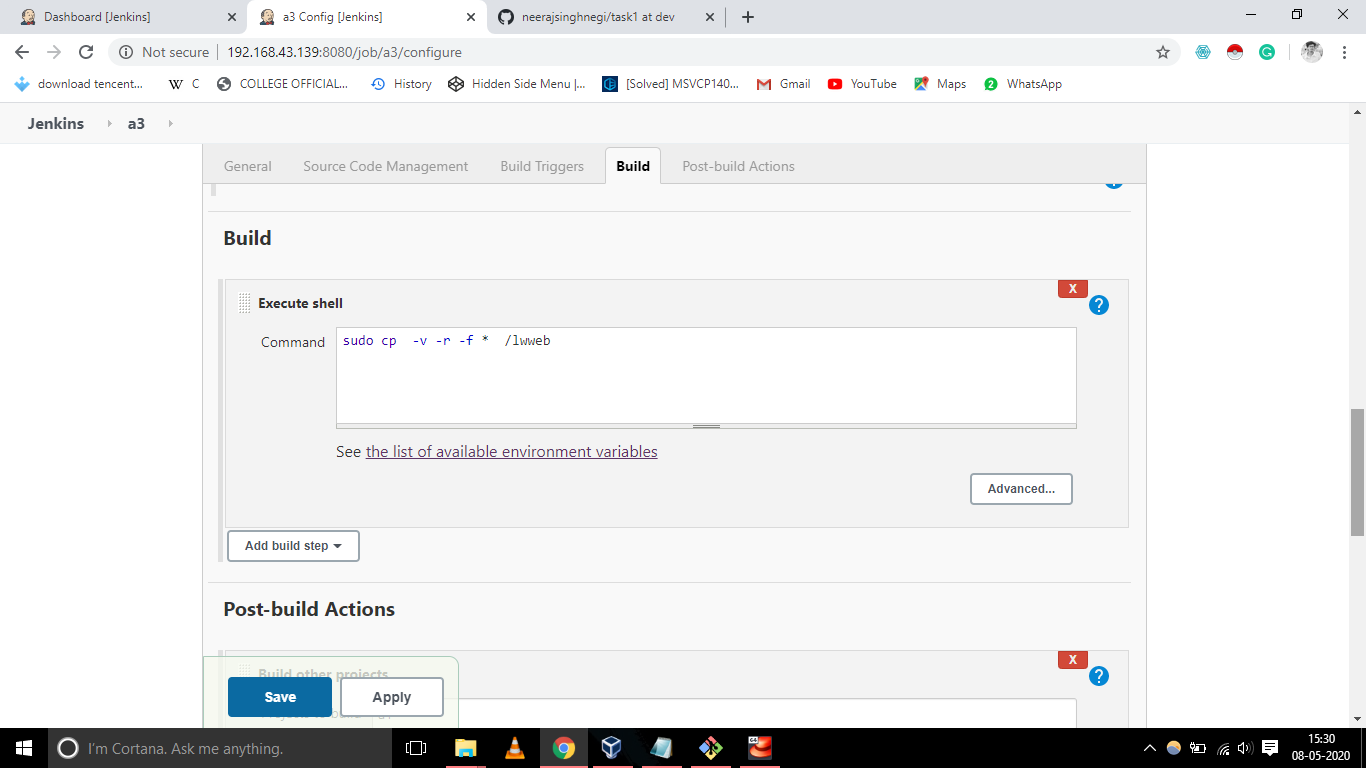 Dashboard [Jenkins]
a3 Config [Jenkins]
neerajsinghnegi/task1 at dev
Not secure
192.168.43.139:8080/job/a3/configure
download tencent...
W
C
COLLEGE OFFICIAL...
History
Hidden Side Menu |...
[Solved] MSVCP140...
Gmail
YouTube
Maps
2
WhatsApp
Jenkins
a3
General
Source Code Management
Build Triggers
Build
Post-build Actions
Build
X
Execute shell
?
Command
sudo cp  -v -r -f *  /lwweb
See the list of available environment variables
Advanced...
Add build step
Post-build Actions
X
Build other projects
?
Save
Apply
I'm Cortana. Ask me anything.
15:30
08-05-2020